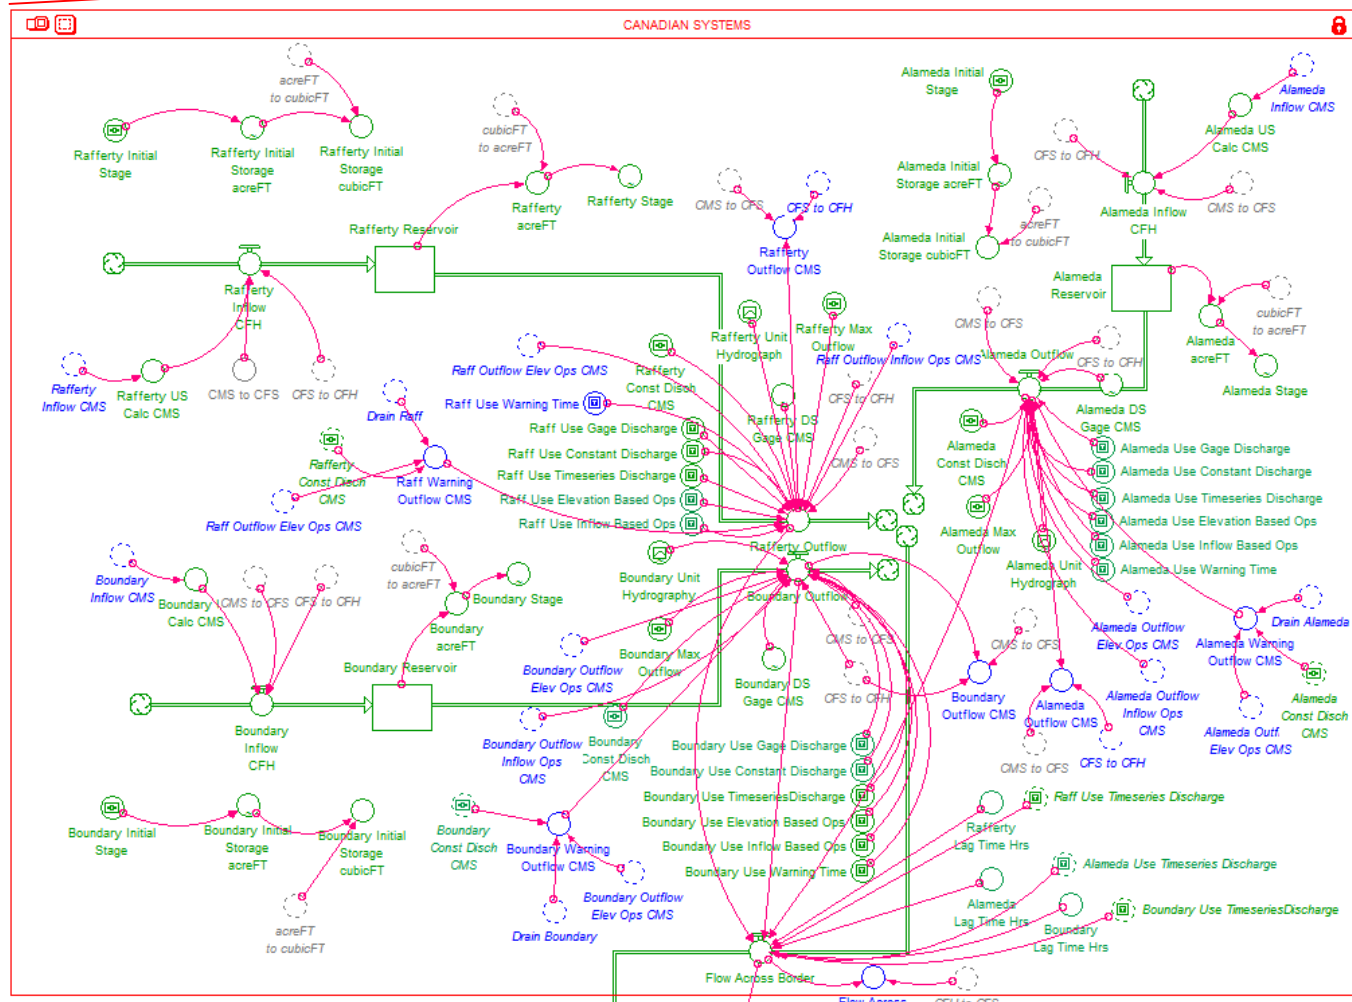 CANADIAN SYSTEMS
acreFT
to cubicFT
Rafferty Initial
Stage
Rafferty Initial
Storage
acreFT
Rafferty Initial
Storage
cubicFT
cubicFT
to acreFT
Rafferty
acreFT
Rafferty Stage
Rafferty Reservoir
Rafferty
Inflow
CFH
Rafferty
Inflow CMS
Rafferty US
Calc CMS
CMS to CFS
CFS to CFH
CMS to CFS
CFS to CFH
Rafferty
Outflow CMS
Rafferty Unit
Hydrograph
Rafferty Max
Outflow
Raff Outflow Inflow Ops CMS
Raff Outflow Elev Ops CMS
Rafferty
Const Disch
CMS
Rafferty DS
Gage CMS
CFS to CFH
CMS to CFS
Drain Raff
Raff Use Warning Time
Raff Use Gage Discharge
Raff Use Constant Discharge
Raff Use Timeseries Discharge
Raff Use Elevation Based Ops
Raff Use Inflow Based Ops
Rafferty
Const Disch
CMS
Raff Warning
Outflow CMS
Raff Outflow Elev Ops CMS
Rafferty Outflow
Alameda Initial
Stage
Alameda Initial
Storage acreFT
Alameda Initial
Storage cubicFT
acreFT
to cubicFT
Alameda
Inflow CMS
Alameda US
Calc CMS
CFS to CFH
CMS to CFS
Alameda Inflow
CFH
Alameda
Reservoir
cubicFT
to acreFT
Alameda
acreFT
Alameda Stage
CMS to CFS
Alameda Outflow
CFS to CFH
Alameda DS
Gage CMS
Alameda
Const Disch
CMS
Alameda Use Gage Discharge
Alameda Use Constant Discharge
Alameda Use Timeseries Discharge
Alameda Use Elevation Based Ops
Alameda Use Inflow Based Ops
Alameda Use Warning Time
Alameda Max
Outflow
Alameda Unit
Hydrograph
Alameda Outflow
Elev Ops CMS
Alameda Outflow
Inflow Ops
CMS
Drain Alameda
Alameda Warning
Outflow CMS
Alameda
Const Disch
CMS
Alameda Outf.
Elev Ops CMS
CMS to CFS
Alameda
Outflow CMS
CMS to CFS
CFS to CFH
Boundary
Inflow CMS
Boundary
Calc CMS
CMS to CFS
CFS to CFH
cubicFT
to acreFT
Boundary Stage
Boundary
acreFT
Boundary Reservoir
Boundary
Inflow
CFH
Boundary Unit
Hydrography
Boundary Outflow
Boundary Max
Outflow
Boundary Outflow
Elev Ops CMS
Boundary DS
Gage CMS
CMS to CFS
CFS to CFH
Boundary
Outflow CMS
Boundary Outflow
Inflow Ops
CMS
Boundary
Const Disch
CMS
Boundary Use Gage Discharge
Boundary Use Constant Discharge
Boundary Use TimeseriesDischarge
Boundary Use Elevation Based Ops
Boundary Use Inflow Based Ops
Boundary Use Warning Time
Boundary Initial
Stage
Boundary Initial
Storage
acreFT
Boundary Initial
Storage
cubicFT
acreFT
to cubicFT
Boundary
Const Disch
CMS
Boundary Warning
Outflow CMS
Boundary Outflow
Elev Ops CMS
Drain Boundary
Rafferty
Lag Time Hrs
Raff Use Timeseries Discharge
Alameda Use Timeseries Discharge
Alameda
Lag Time Hrs
Boundary
Lag Time Hrs
Boundary Use TimeseriesDischarge
Flow Across Border
Flow Across